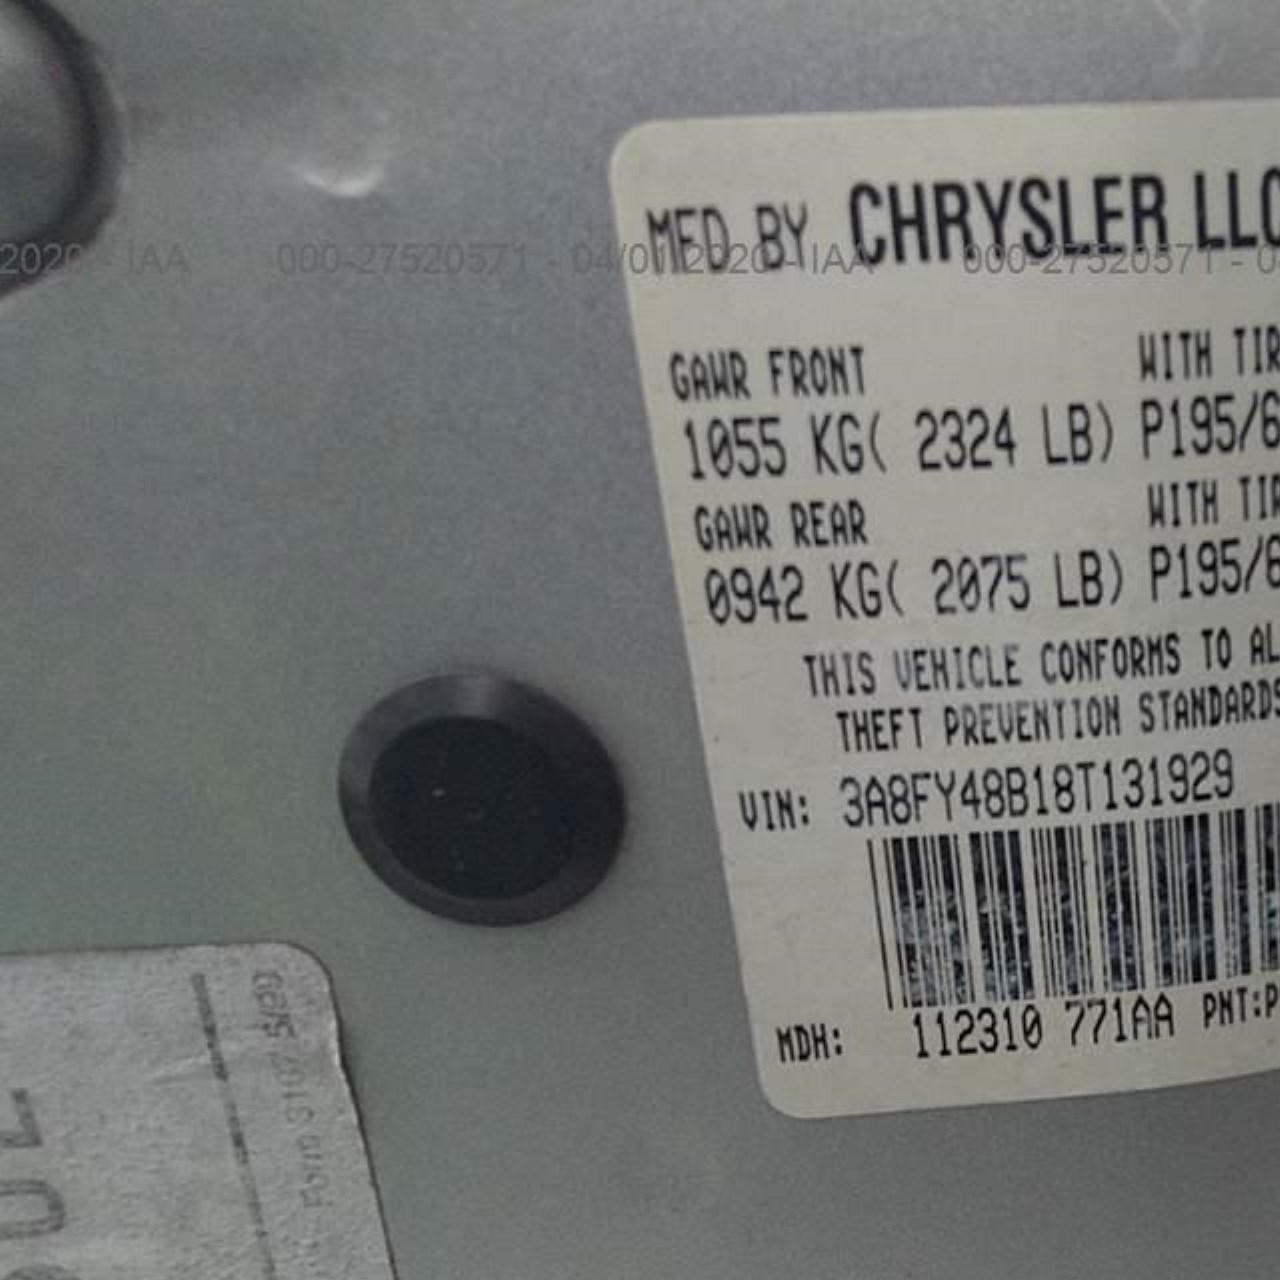 MFD BY CHRYSLER LLC
2020 - IAA 000-27520571 - 04/01/2020 - IAA 000-27520571 - 0
GAWR FRONT WITH TIR
1055 KG( 2324 LB) P195/6
GAWR REAR WITH TIR
0942 KG( 2075 LB) P195/6
THIS VEHICLE CONFORMS TO AL
THEFT PREVENTION STANDARDS
VIN: 3A8FY48B18T131929
MDH: 112310 771AA PNT:P